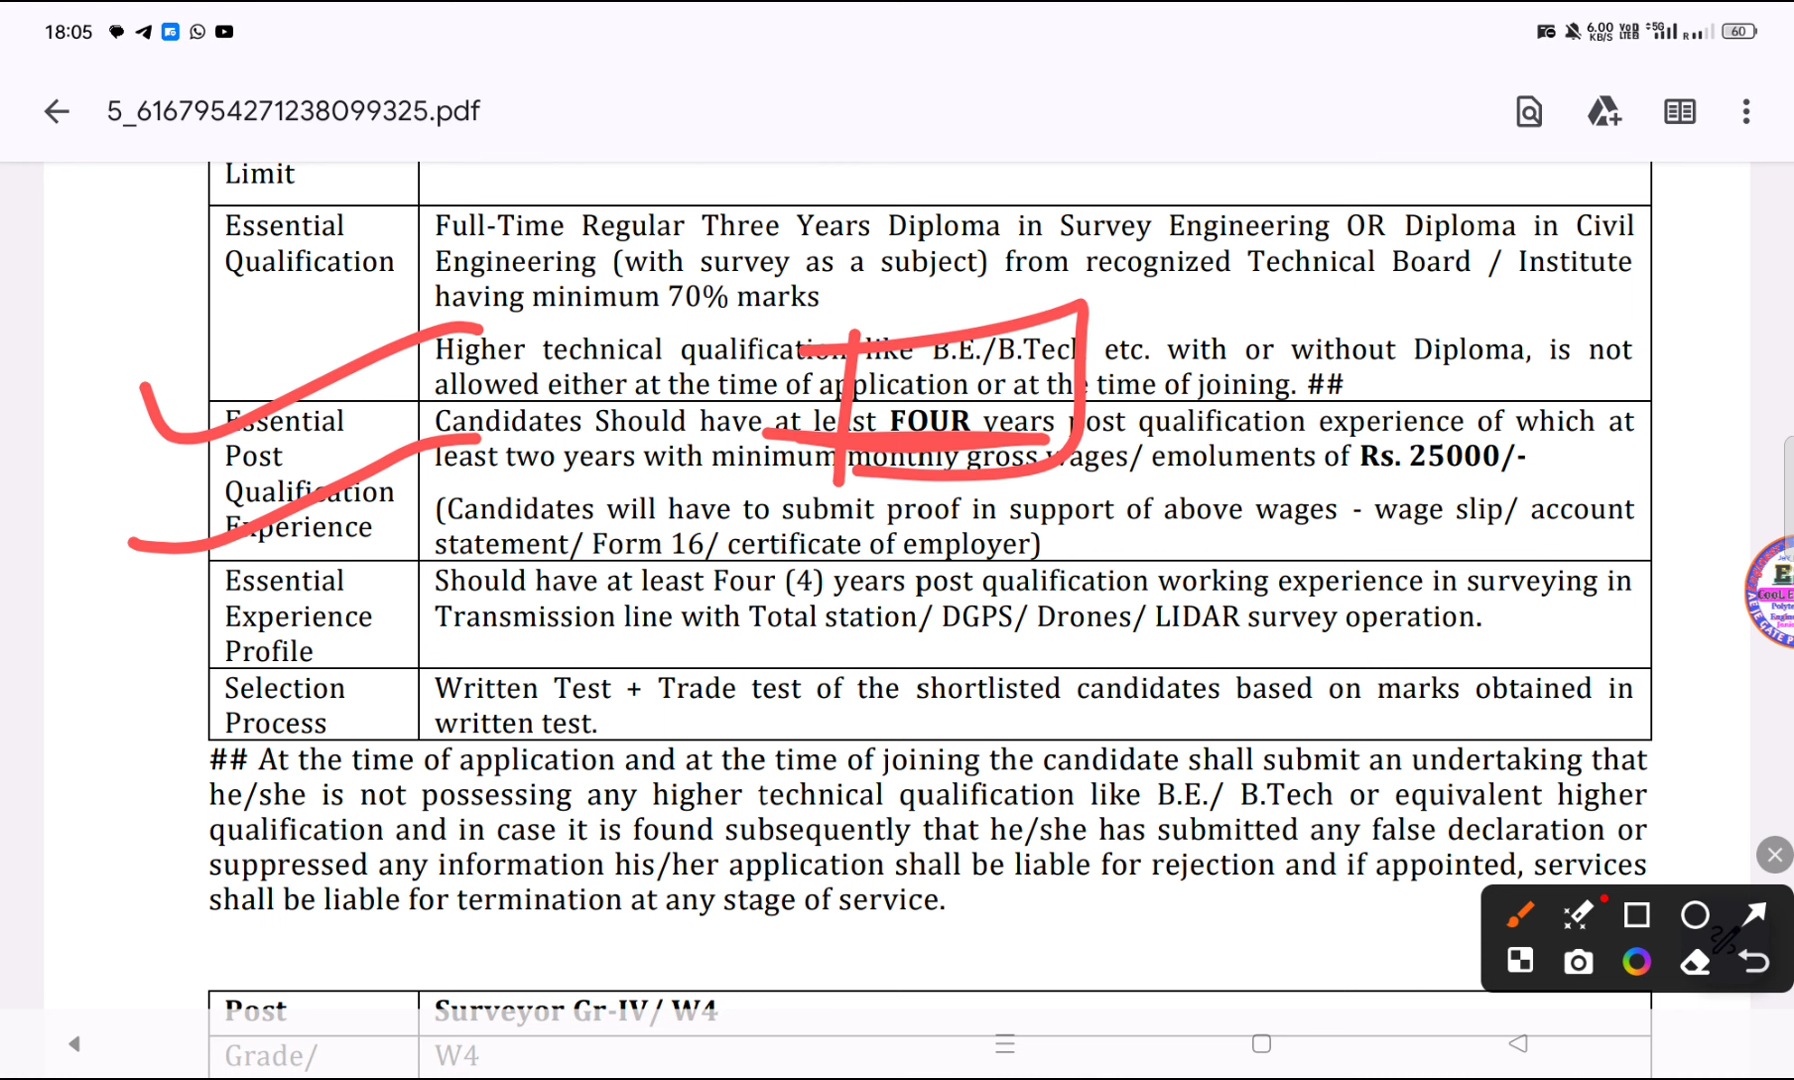 18:05
6.00 KB/S
5G
R
60
5_6167954271238099325.pdf
Limit
Essential Qualification
Full-Time Regular Three Years Diploma in Survey Engineering OR Diploma in Civil
Engineering (with survey as a subject) from recognized Technical Board / Institute
having minimum 70% marks
Higher technical qualification like B.E./B.Tech etc. with or without Diploma, is not
allowed either at the time of application or at the time of joining. ##
Essential Post Qualification Experience
Candidates Should have at least FOUR years post qualification experience of which at
least two years with minimum monthly gross wages/ emoluments of Rs. 25000/-
(Candidates will have to submit proof in support of above wages - wage slip/ account
statement/ Form 16/ certificate of employer)
Essential Experience Profile
Should have at least Four (4) years post qualification working experience in surveying in
Transmission line with Total station/ DGPS/ Drones/ LIDAR survey operation.
Selection Process
Written Test + Trade test of the shortlisted candidates based on marks obtained in
written test.
## At the time of application and at the time of joining the candidate shall submit an undertaking that
he/she is not possessing any higher technical qualification like B.E./ B.Tech or equivalent higher
qualification and in case it is found subsequently that he/she has submitted any false declaration or
suppressed any information his/her application shall be liable for rejection and if appointed, services
shall be liable for termination at any stage of service.
Post
Surveyor Gr-IV/ W4
Grade/
W4